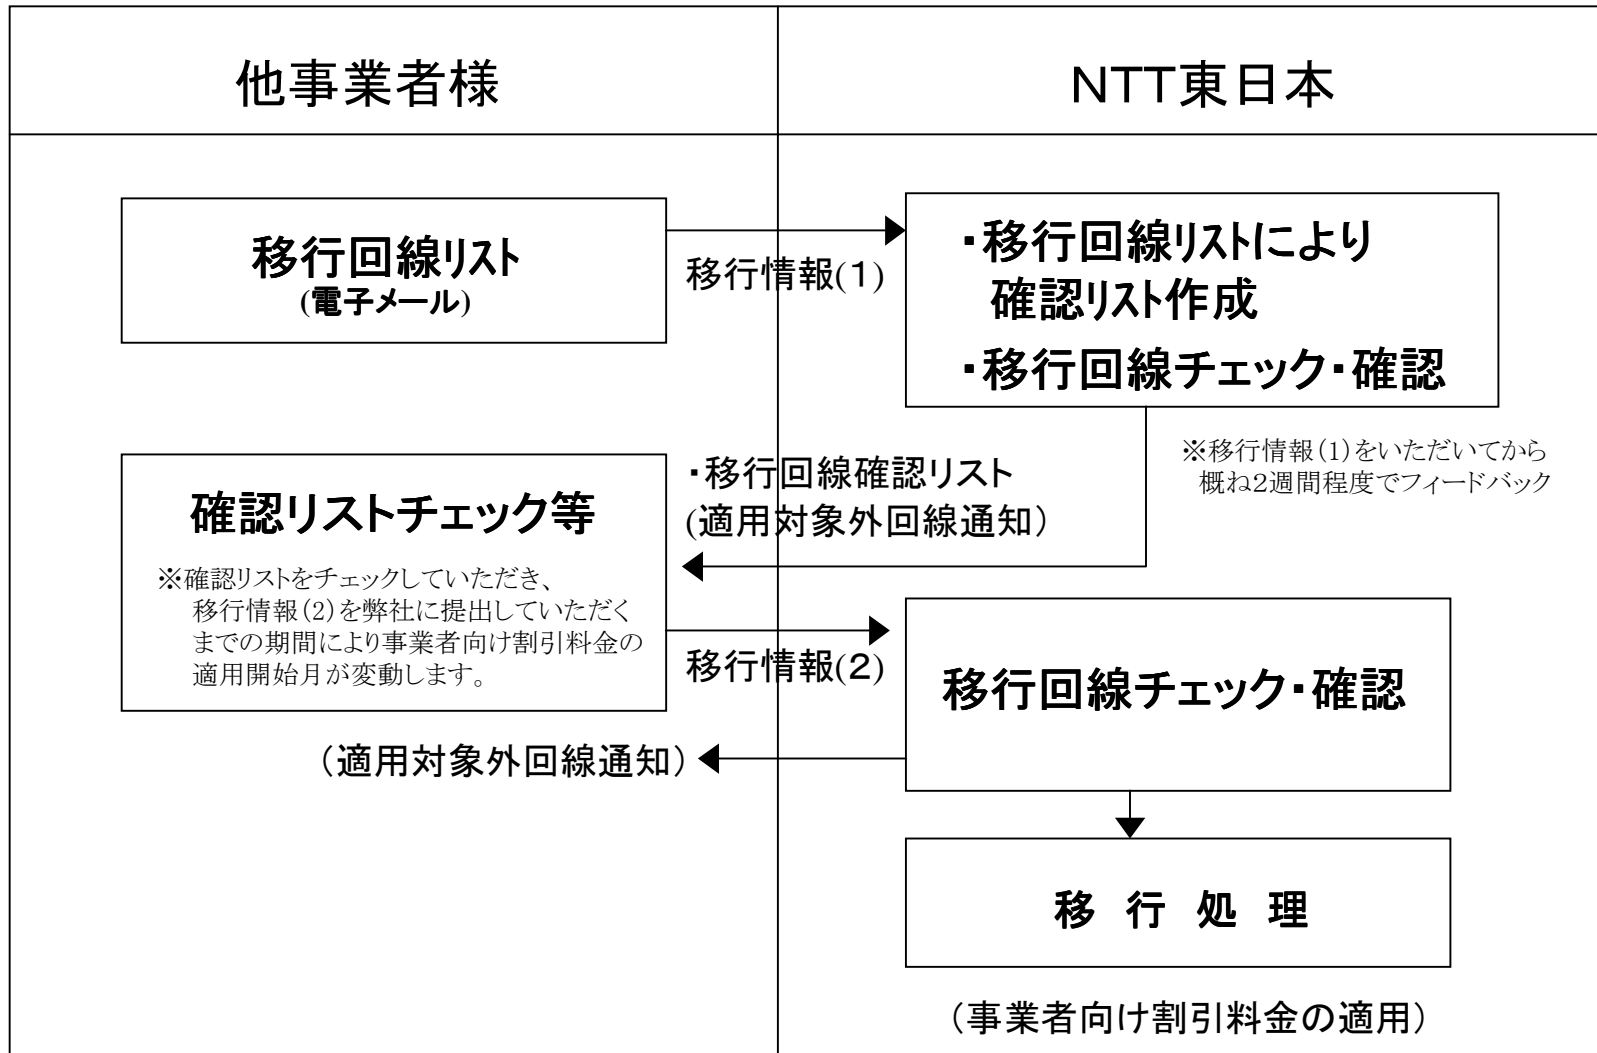 他事業者様
NTT東日本
移行回線リスト
(電子メール)
移行情報(1)
・移行回線リストにより
確認リスト作成
・移行回線チェック・確認
※移行情報(1)をいただいてから
概ね2週間程度でフィードバック
・移行回線確認リスト
(適用対象外回線通知)
確認リストチェック等
※確認リストをチェックしていただき、
移行情報(2)を弊社に提出していただく
までの期間により事業者向け割引料金の
適用開始月が変動します。
移行情報(2)
移行回線チェック・確認
(適用対象外回線通知)
移 行 処 理
(事業者向け割引料金の適用)